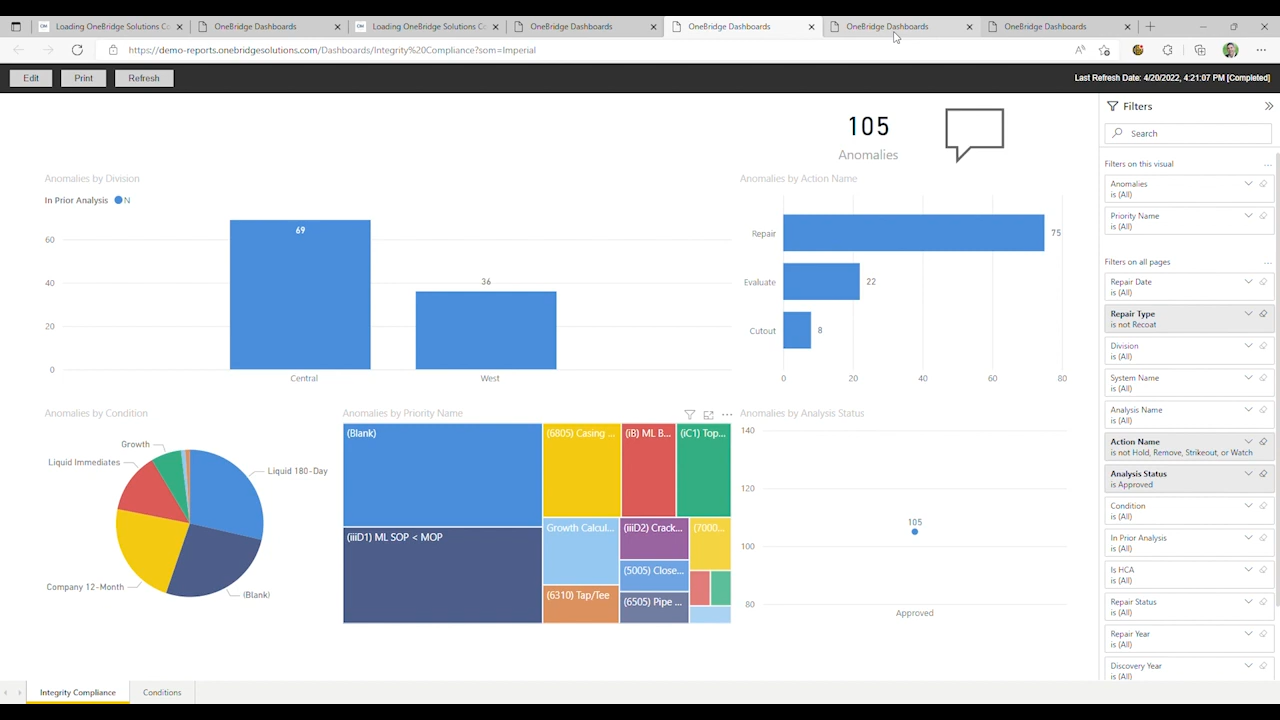 Loading OneBridge Solutions Co
OneBridge Dashboards
Loading OneBridge Solutions Co
OneBridge Dashboards
OneBridge Dashboards
OneBridge Dashboards
OneBridge Dashboards
https://demo-reports.onebridgesolutions.com/Dashboards/Integrity%20Compliance?som=Imperial
Edit
Print
Refresh
Last Refresh Date: 4/20/2022, 4:21:07 PM [Completed]
105
Anomalies
Anomalies by Division
In Prior Analysis N
60
40
20
0
69
36
Central
West
Anomalies by Action Name
Repair
75
Evaluate
22
Cutout
8
0
20
40
60
80
Anomalies by Condition
Growth
Liquid Immediates
Liquid 180-Day
Company 12-Month
(Blank)
Anomalies by Priority Name
(Blank)
(iiiD1) ML SOP < MOP
(6805) Casing ...
(iB) ML B...
(iC1) Top...
Growth Calcul...
(iiiD2) Crack...
(7000...
(5005) Close...
(6310) Tap/Tee
(6505) Pipe ...
Anomalies by Analysis Status
140
120
100
80
105
Approved
Filters
Search
Filters on this visual
Anomalies
is (All)
Priority Name
is (All)
Filters on all pages
Repair Date
is (All)
Repair Type
is not Recoat
Division
is (All)
System Name
is (All)
Analysis Name
is (All)
Action Name
is not Hold, Remove, Strikeout, or Watch
Analysis Status
is Approved
Condition
is (All)
In Prior Analysis
is (All)
Is HCA
is (All)
Repair Status
is (All)
Repair Year
is (All)
Discovery Year
is (All)
Integrity Compliance
Conditions